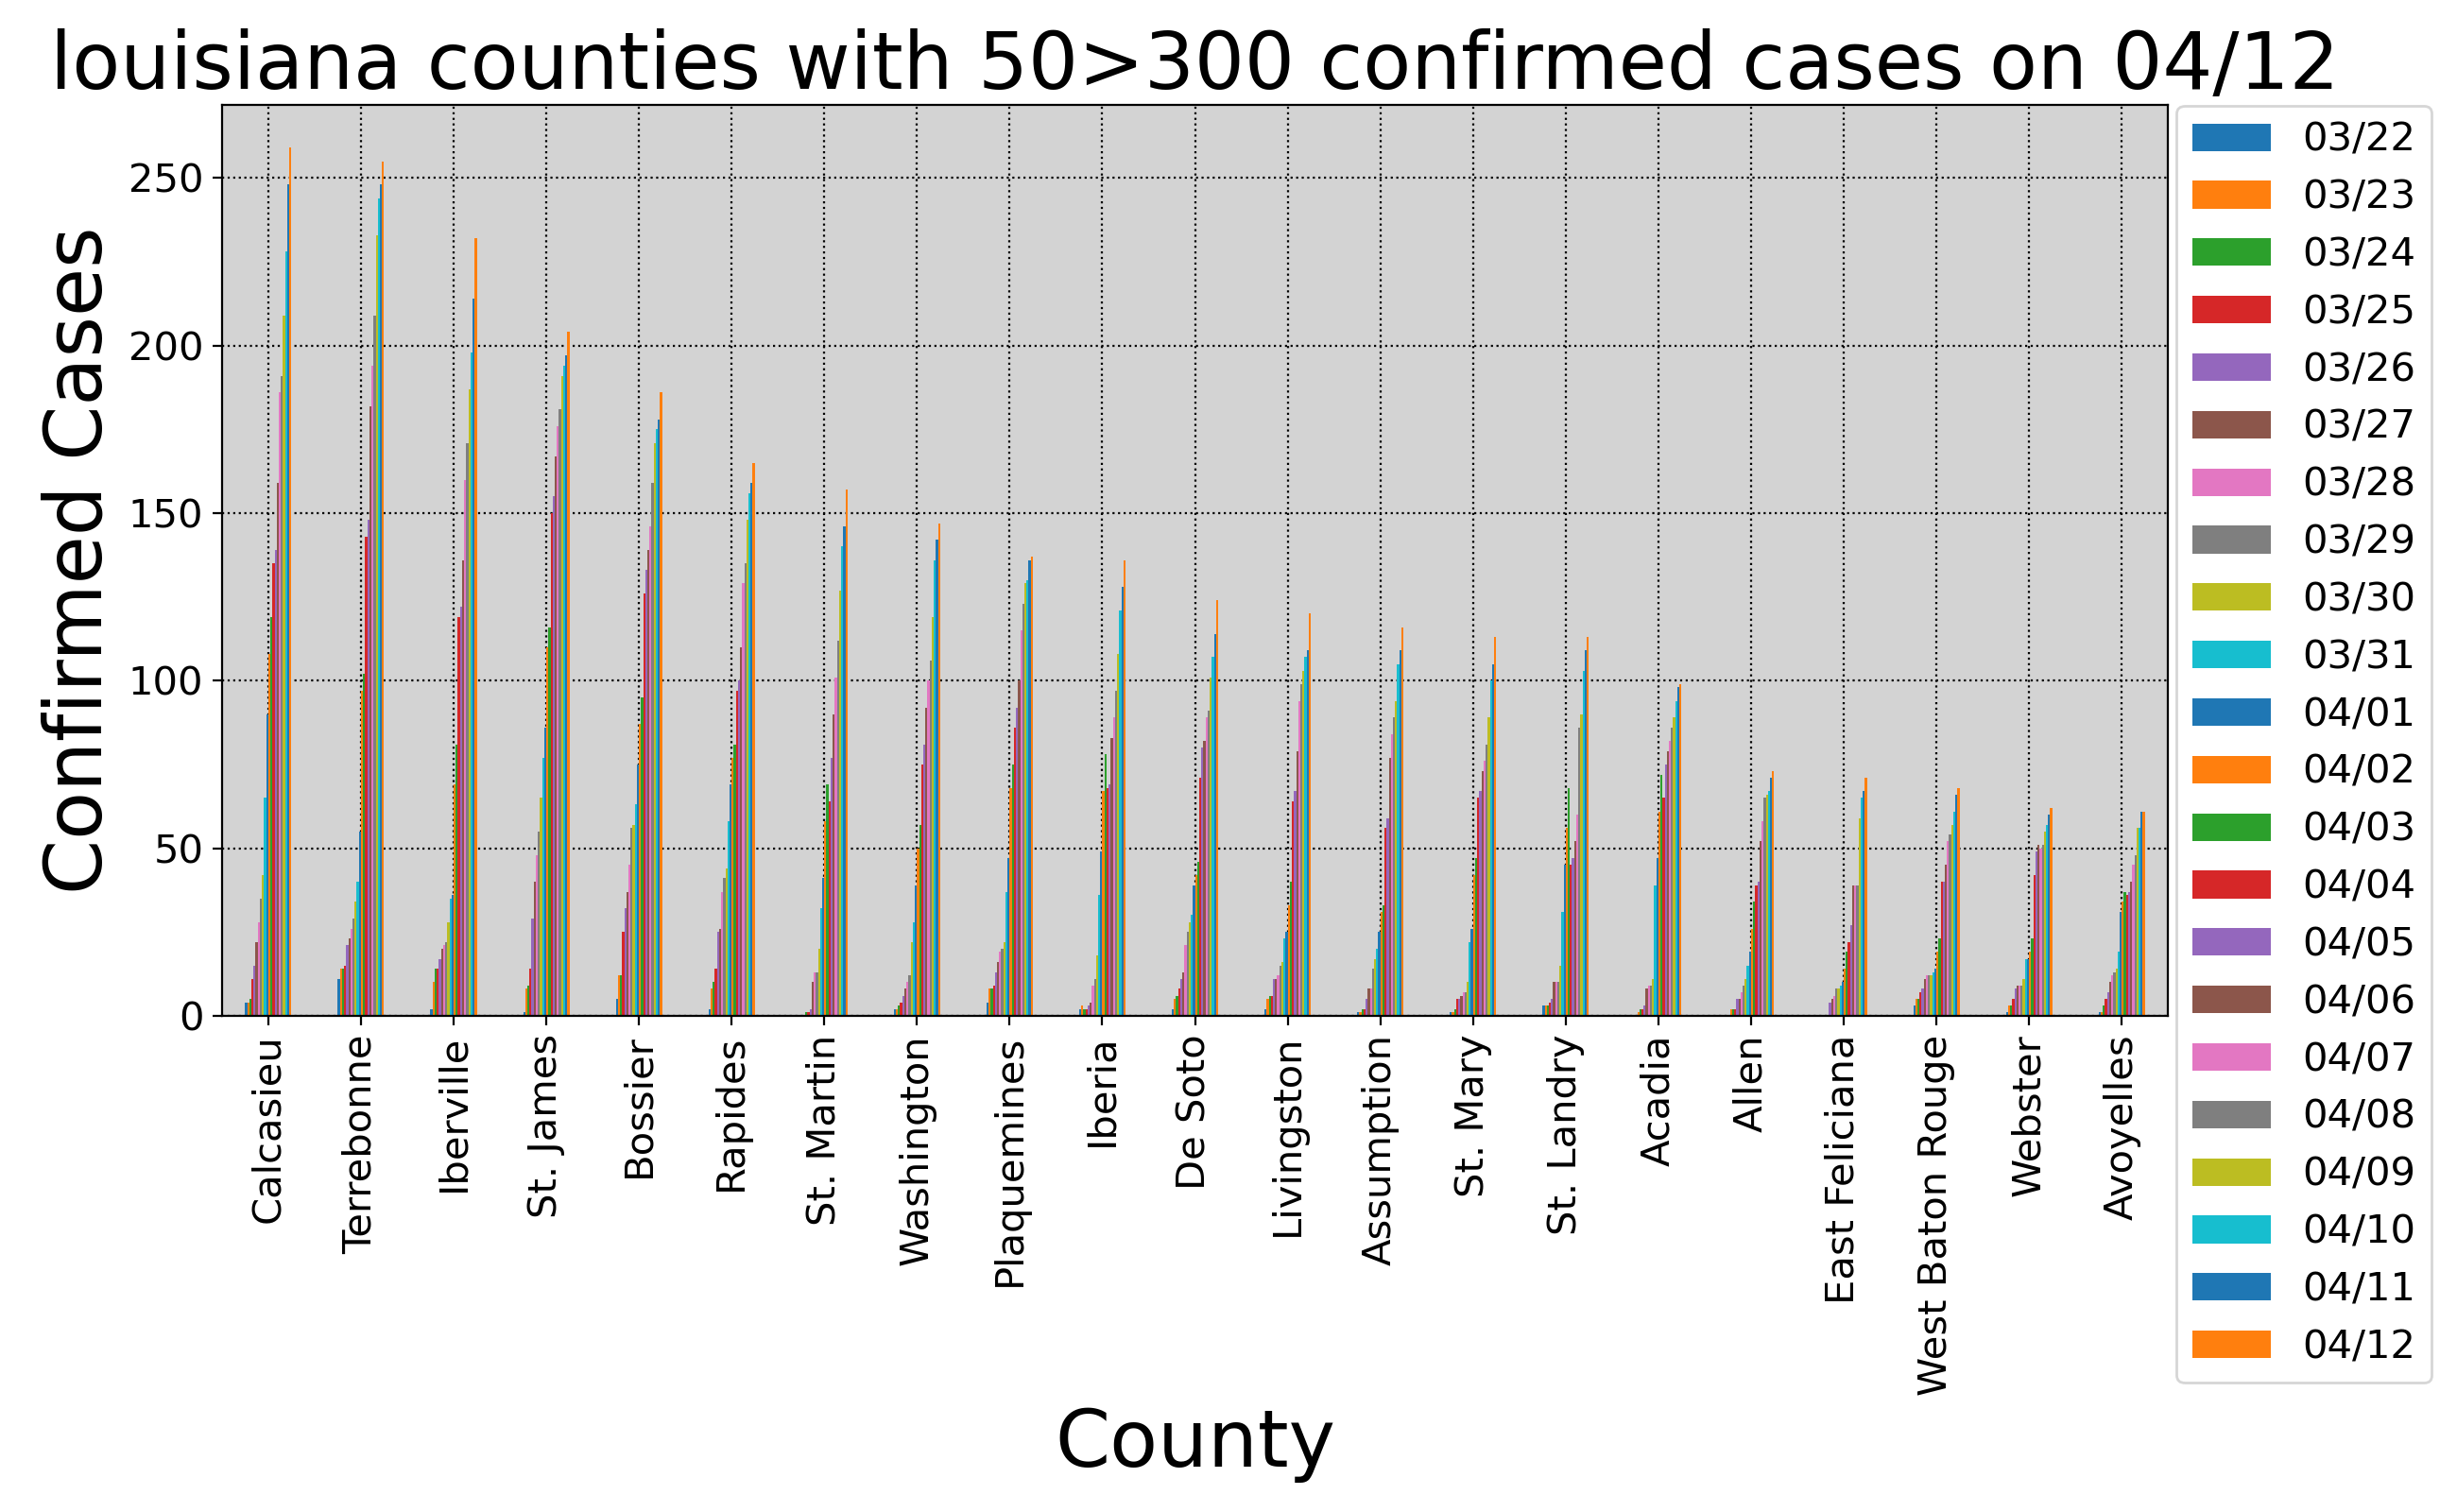 louisiana counties with 50>300 confirmed cases on 04/12
Confirmed Cases
250
200
150
100
50
0
Calcasieu
Terrebonne
Iberville
St. James
Bossier
Rapides
St. Martin
Washington
Plaquemines
Iberia
De Soto
Livingston
Assumption
St. Mary
St. Landry
Acadia
Allen
East Feliciana
West Baton Rouge
Webster
Avoyelles
County
03/22
03/23
03/24
03/25
03/26
03/27
03/28
03/29
03/30
03/31
04/01
04/02
04/03
04/04
04/05
04/06
04/07
04/08
04/09
04/10
04/11
04/12